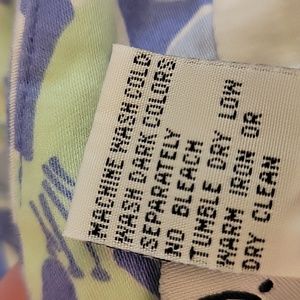 MACHINE WASH COLD
WASH DARK COLORS
SEPARATELY
NO BLEACH
TUMBLE DRY LOW
WARM IRON OR
DRY CLEAN